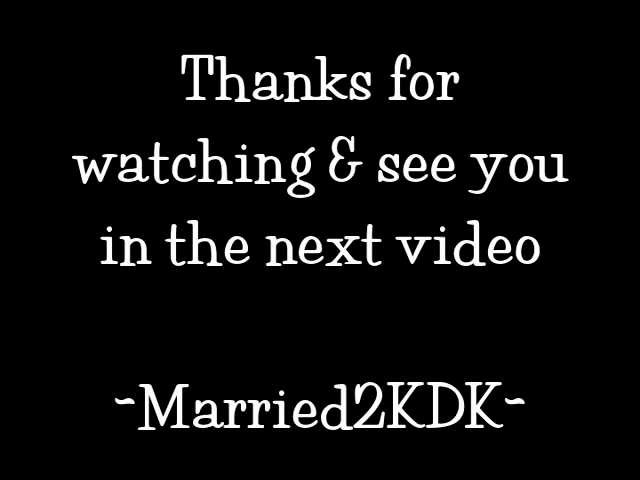 Thanks for
watching & see you
in the next video
~Married2KDK~